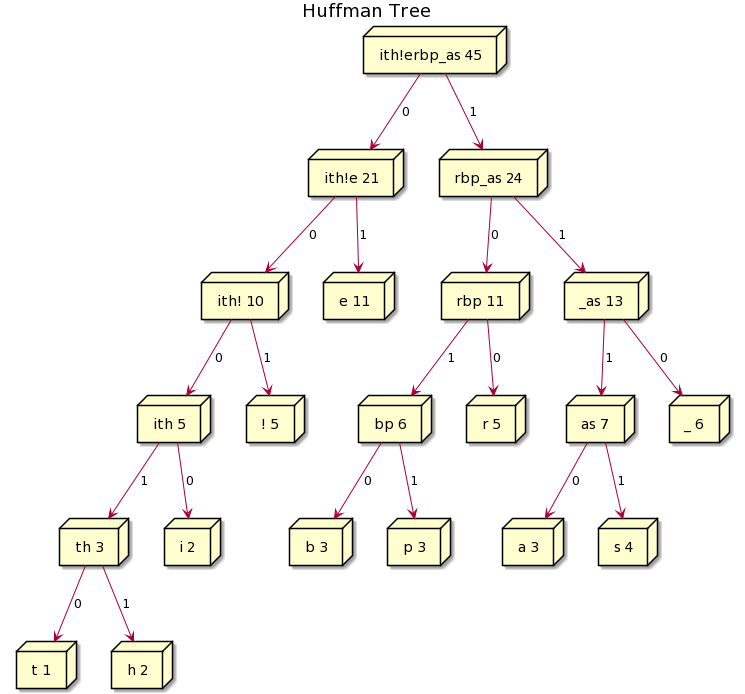 Huffman Tree
ith!erbp_as 45
0 1
ith!e 21 rbp_as 24
0 1 0 1
ith! 10 e 11 rbp 11 _as 13
0 1 1 0 1 0
ith 5 ! 5 bp 6 r 5 as 7 _ 6
1 0 0 1 0 1
th 3 i 2 b 3 p 3 a 3 s 4
0 1
t 1 h 2